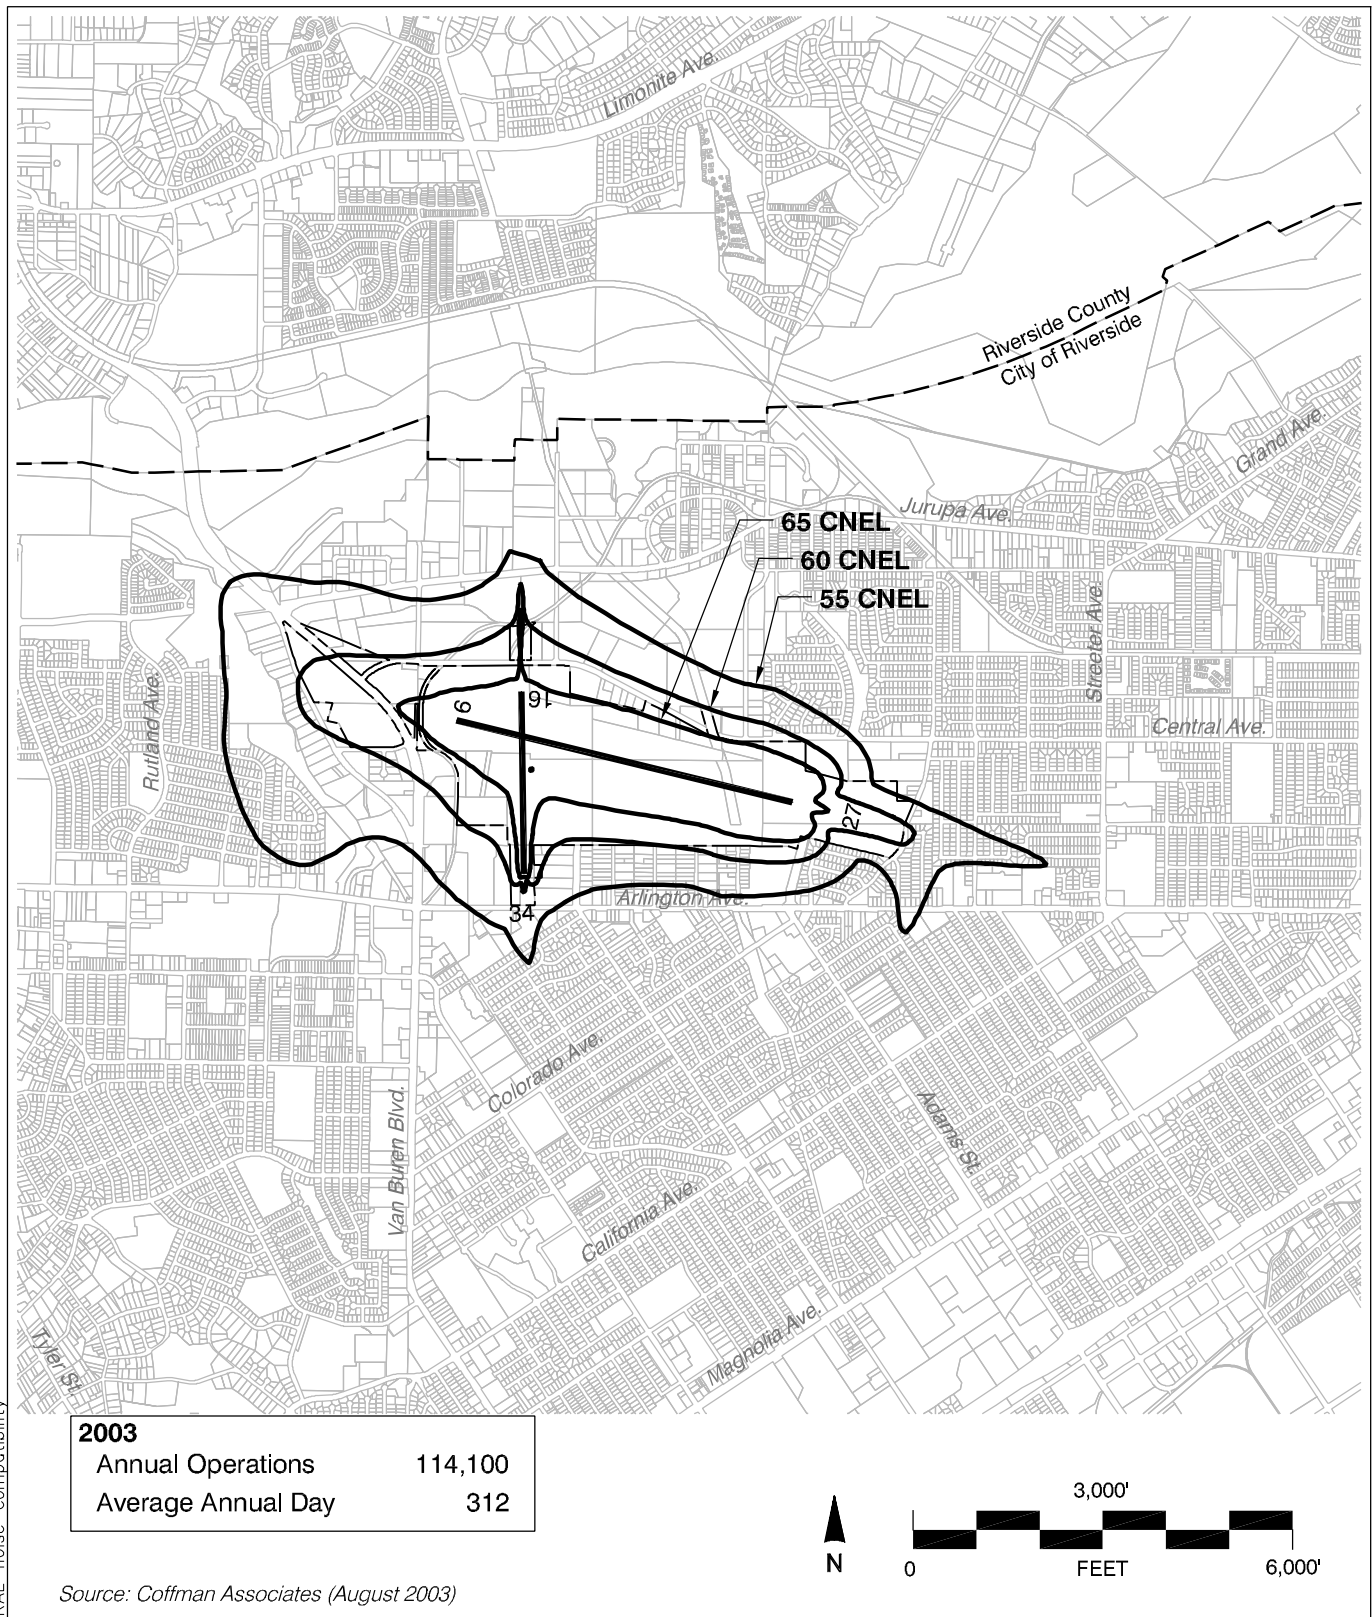 Limonite Ave.
Riverside County
City of Riverside
Grand Ave.
Jurupa Ave.
65 CNEL
60 CNEL
55 CNEL
Streeter Ave.
Rutland Ave.
Central Ave.
9
16
27
34
Arlington Ave.
Colorado Ave.
Adams St.
Van Buren Blvd.
California Ave.
Magnolia Ave.
Tyler St.
RAL noise compatibility
2003
Annual Operations 114,100
Average Annual Day 312
3,000'
N
0 FEET 6,000'
Source: Coffman Associates (August 2003)